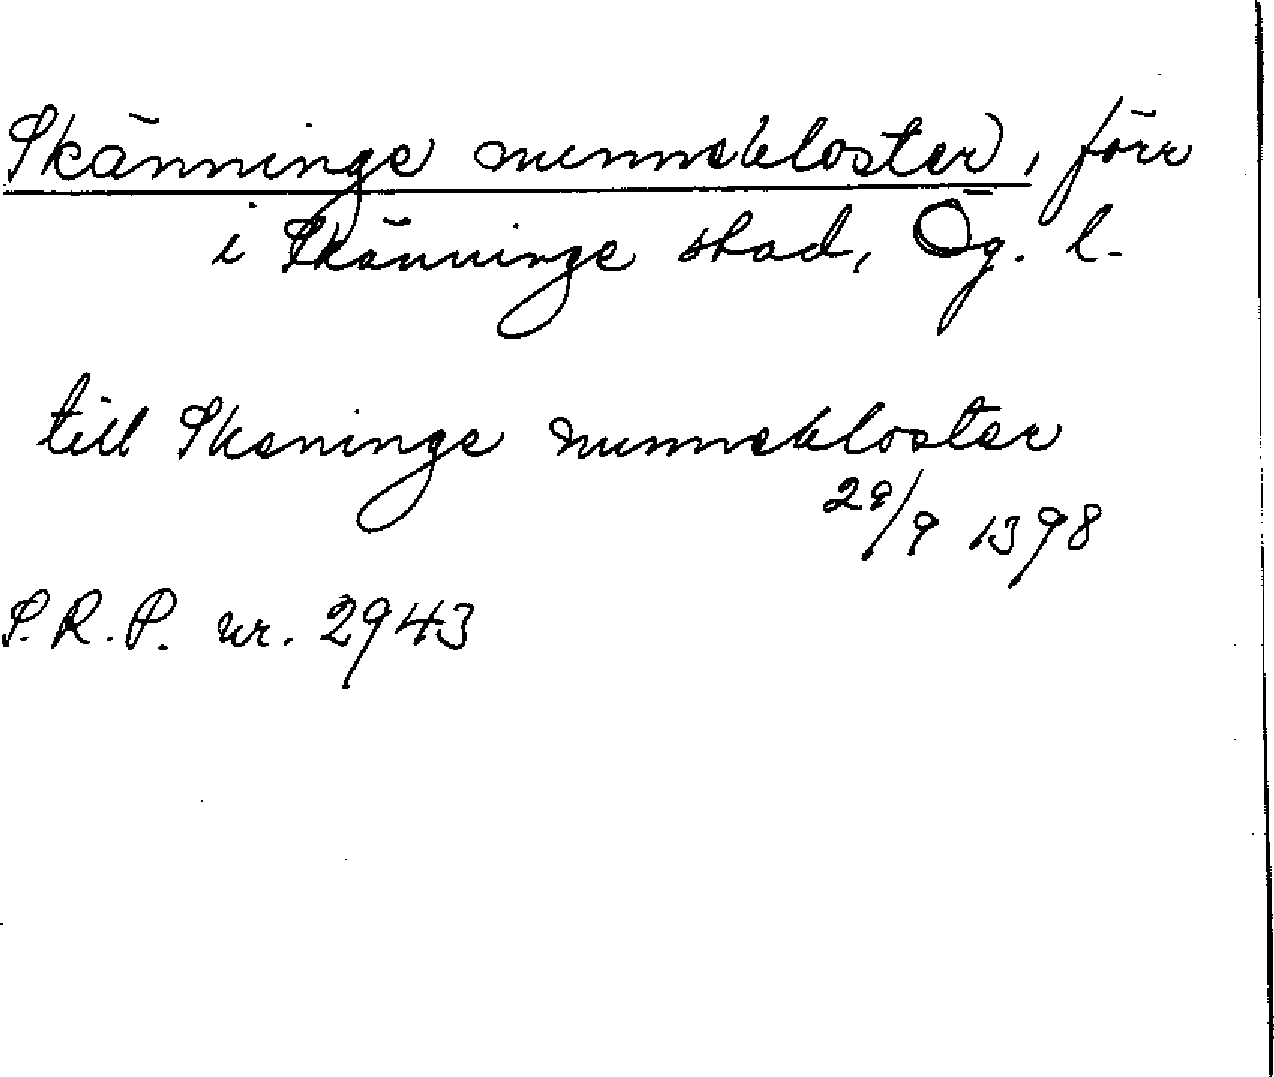 Skänninge nunnekloster, förr
i Skänninge stad, Ög. l.
till Skeninge nunnekloster
29/9 1398
S.R.P. nr. 2943